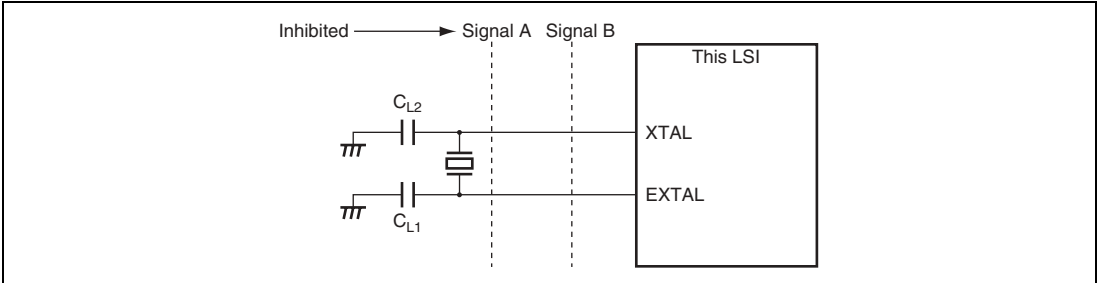 Inhibited Signal A Signal B
This LSI
CL2
XTAL
EXTAL
CL1